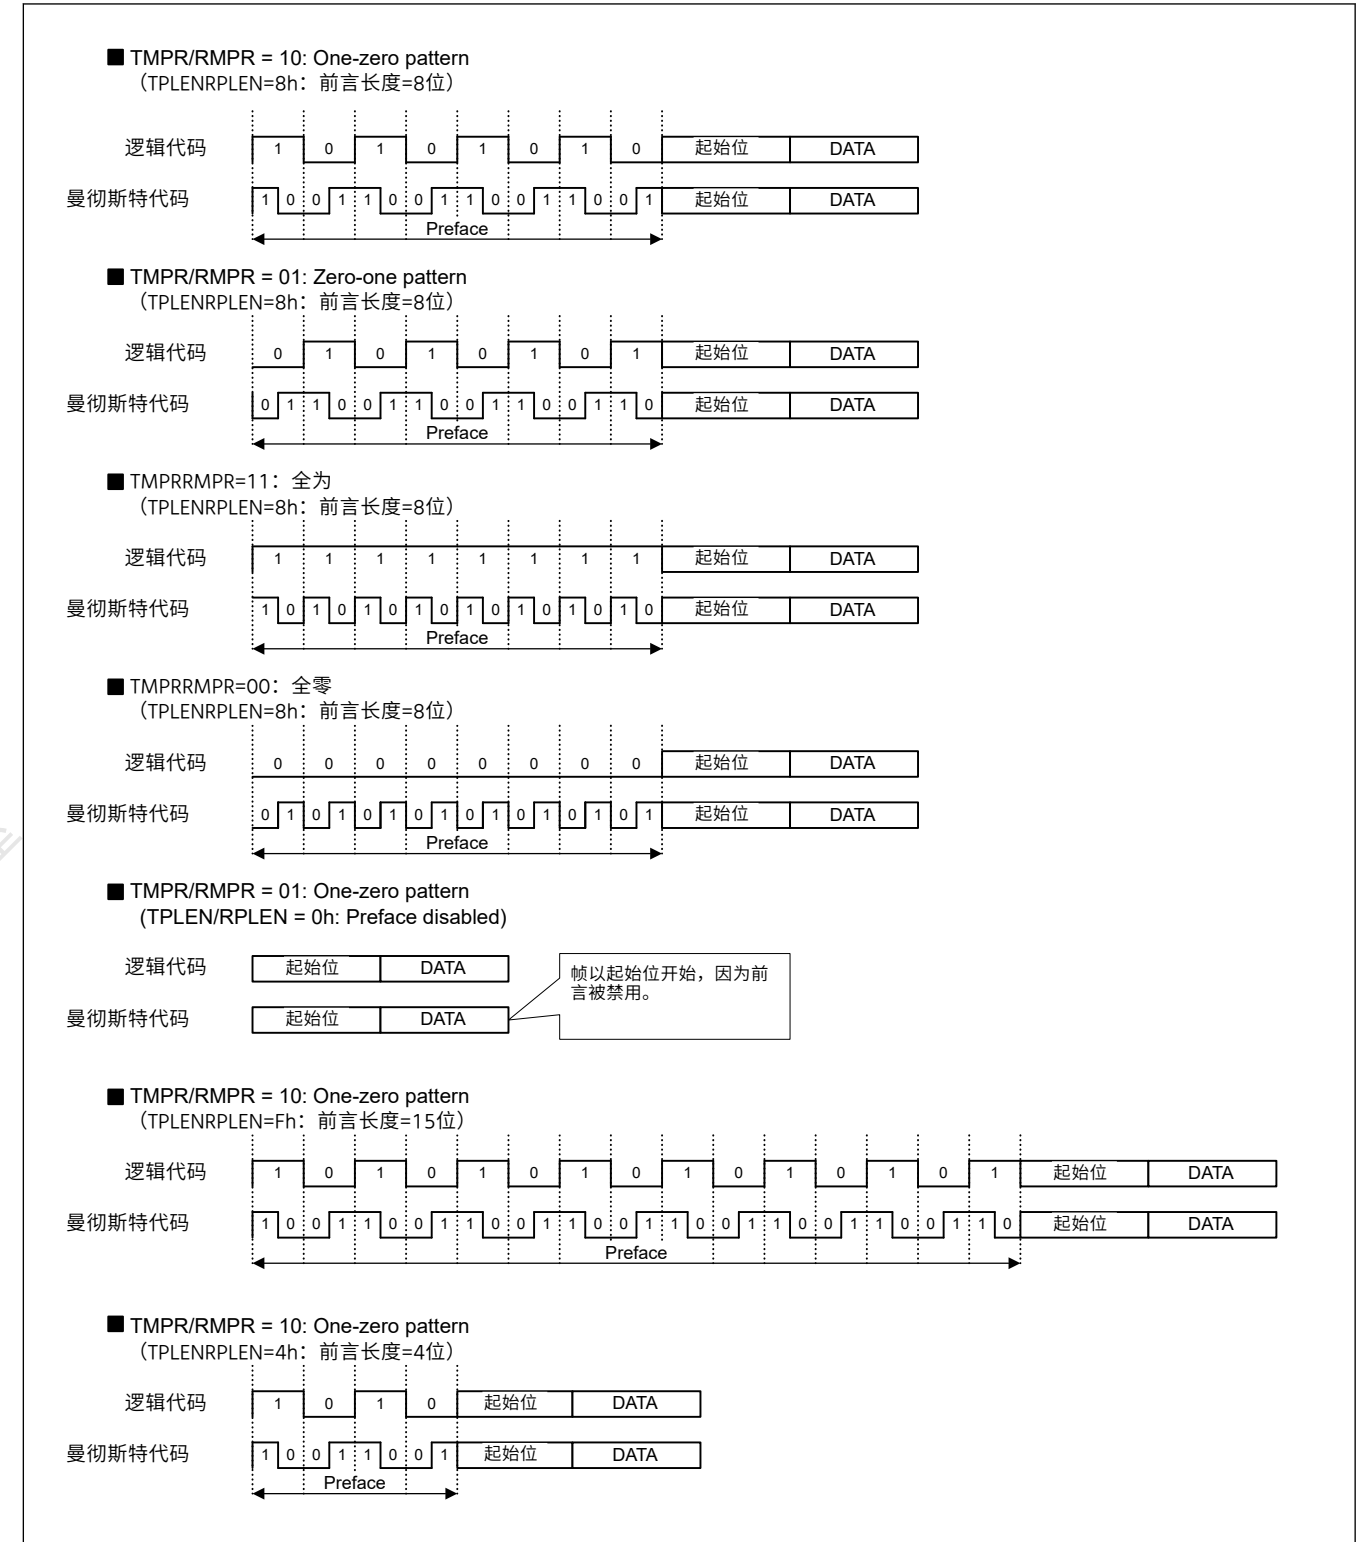 TMPR/RMPR = 10: One-zero pattern
（TPLENRPLEN=8h：前言长度=8位）
逻辑代码 1 0 1 0 1 0 1 0 起始位 DATA
曼彻斯特代码 1 0 0 1 1 0 0 1 1 0 0 1 1 0 0 1 起始位 DATA
Preface
TMPR/RMPR = 01: Zero-one pattern
（TPLENRPLEN=8h：前言长度=8位）
逻辑代码 0 1 0 1 0 1 0 1 起始位 DATA
曼彻斯特代码 0 1 1 0 0 1 1 0 0 1 1 0 0 1 1 0 起始位 DATA
Preface
TMPRRMPR=11：全为
（TPLENRPLEN=8h：前言长度=8位）
逻辑代码 1 1 1 1 1 1 1 1 起始位 DATA
曼彻斯特代码 1 0 1 0 1 0 1 0 1 0 1 0 1 0 1 0 起始位 DATA
Preface
TMPRRMPR=00：全零
（TPLENRPLEN=8h：前言长度=8位）
逻辑代码 0 0 0 0 0 0 0 0 起始位 DATA
曼彻斯特代码 0 1 0 1 0 1 0 1 0 1 0 1 0 1 0 1 起始位 DATA
Preface
TMPR/RMPR = 01: One-zero pattern
(TPLEN/RPLEN = 0h: Preface disabled)
逻辑代码 起始位 DATA
帧以起始位开始，因为前
言被禁用。
曼彻斯特代码 起始位 DATA
TMPR/RMPR = 10: One-zero pattern
（TPLENRPLEN=Fh：前言长度=15位）
逻辑代码 1 0 1 0 1 0 1 0 1 0 1 0 1 0 1 起始位 DATA
曼彻斯特代码 1 0 0 1 1 0 0 1 1 0 0 1 1 0 0 1 1 0 0 1 1 0 0 1 1 0 0 1 1 0 起始位 DATA
Preface
TMPR/RMPR = 10: One-zero pattern
（TPLENRPLEN=4h：前言长度=4位）
逻辑代码 1 0 1 0 起始位 DATA
曼彻斯特代码 1 0 0 1 1 0 0 1 起始位 DATA
Preface